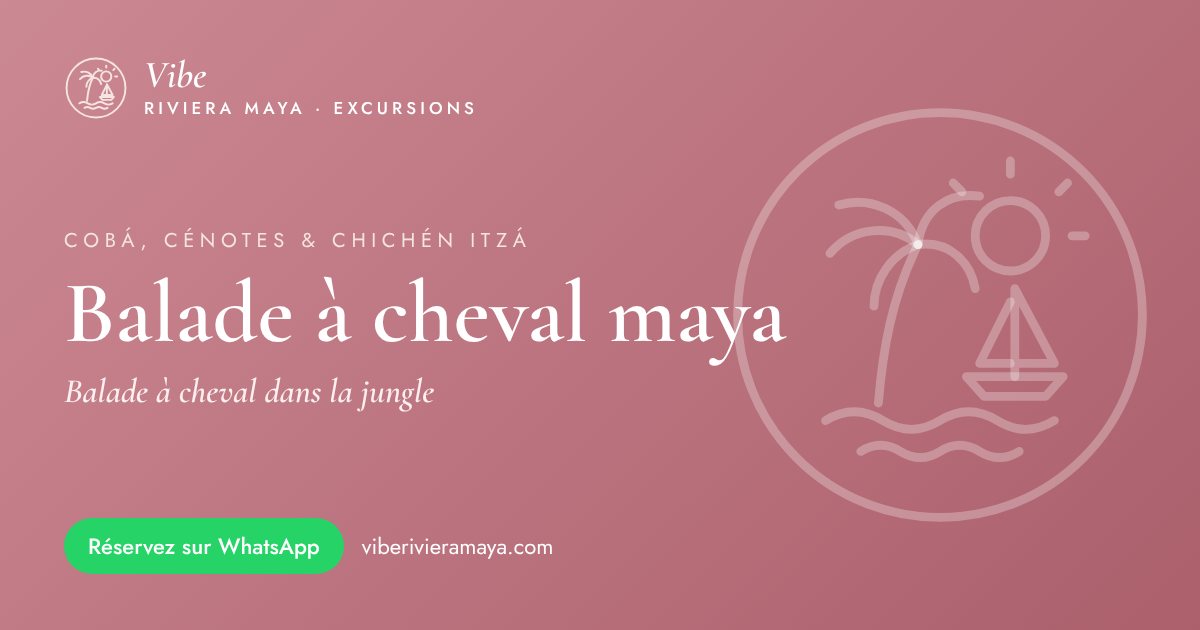 Vibe
RIVIERA MAYA · EXCURSIONS
COBÁ, CÉNOTES & CHICHÉN ITZÁ
Balade à cheval maya
Balade à cheval dans la jungle
Réservez sur WhatsApp viberivieramaya.com